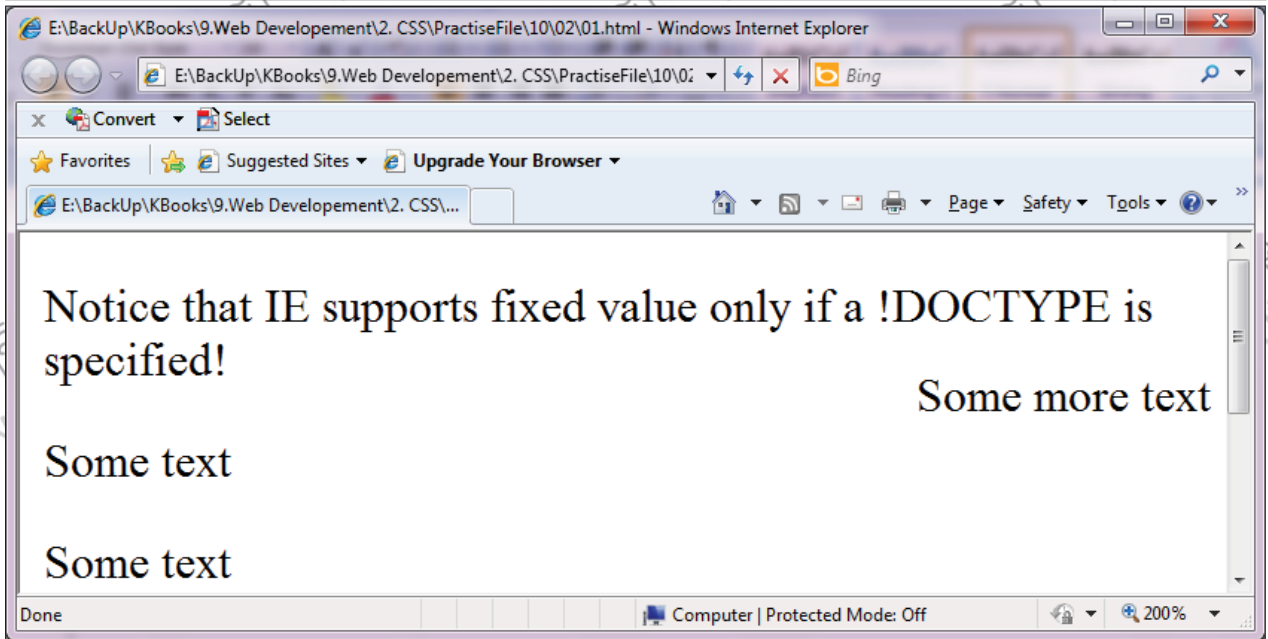 E:\BackUp\KBooks\9.Web Developement\2. CSS\PractiseFile\10\02\01.html - Windows Internet Explorer
E:\BackUp\KBooks\9.Web Developement\2. CSS\PractiseFile\10\02 Bing
x Convert Select
Favorites Suggested Sites Upgrade Your Browser
E:\BackUp\KBooks\9.Web Developement\2. CSS\... Page Safety Tools »
Notice that IE supports fixed value only if a !DOCTYPE is
specified!
Some more text
Some text
Some text
Done Computer | Protected Mode: Off 200%